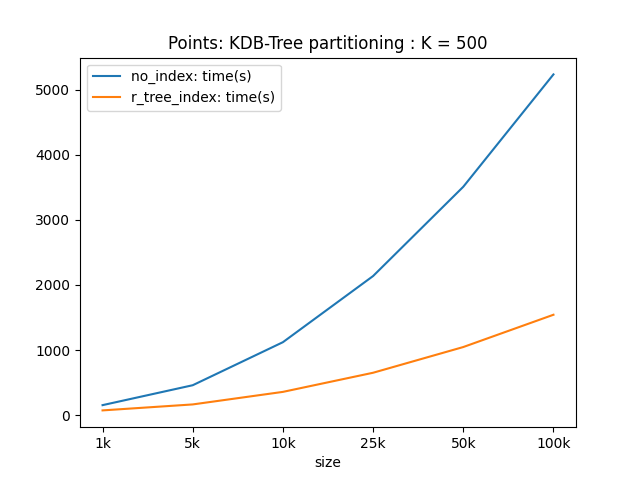 Points: KDB-Tree partitioning : K = 500
no_index: time(s)
r_tree_index: time(s)
5000
4000
3000
2000
1000
0
1k 5k 10k 25k 50k 100k
size